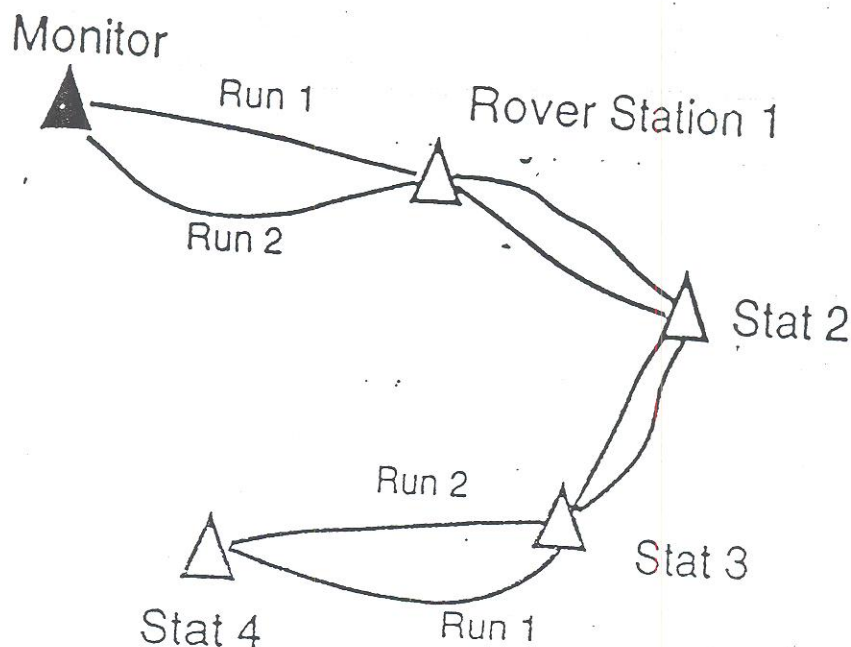 Monitor
Run 1
Rover Station 1
Run 2
Stat 2
Run 2
Stat 3
Stat 4
Run 1